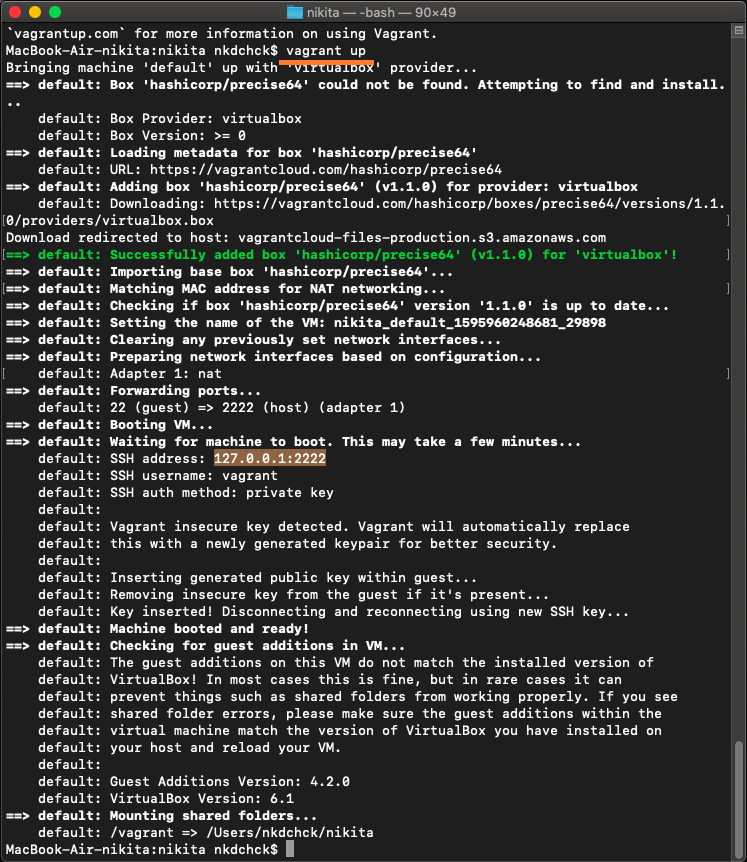 nikita — -bash — 90×49
`vagrantup.com` for more information on using Vagrant.
MacBook-Air-nikita:nikita nkdchck$ vagrant up
Bringing machine 'default' up with 'virtualbox' provider...
==> default: Box 'hashicorp/precise64' could not be found. Attempting to find and install.
..
    default: Box Provider: virtualbox
    default: Box Version: >= 0
==> default: Loading metadata for box 'hashicorp/precise64'
    default: URL: https://vagrantcloud.com/hashicorp/precise64
==> default: Adding box 'hashicorp/precise64' (v1.1.0) for provider: virtualbox
    default: Downloading: https://vagrantcloud.com/hashicorp/boxes/precise64/versions/1.1.
[0/providers/virtualbox.box ]
Download redirected to host: vagrantcloud-files-production.s3.amazonaws.com
[==> default: Successfully added box 'hashicorp/precise64' (v1.1.0) for 'virtualbox'! ]
==> default: Importing base box 'hashicorp/precise64'...
[==> default: Matching MAC address for NAT networking... ]
==> default: Checking if box 'hashicorp/precise64' version '1.1.0' is up to date...
==> default: Setting the name of the VM: nikita_default_1595960248681_29898
==> default: Clearing any previously set network interfaces...
==> default: Preparing network interfaces based on configuration...
[    default: Adapter 1: nat ]
==> default: Forwarding ports...
    default: 22 (guest) => 2222 (host) (adapter 1)
==> default: Booting VM...
==> default: Waiting for machine to boot. This may take a few minutes...
    default: SSH address: 127.0.0.1:2222
    default: SSH username: vagrant
    default: SSH auth method: private key
    default:
    default: Vagrant insecure key detected. Vagrant will automatically replace
    default: this with a newly generated keypair for better security.
    default:
    default: Inserting generated public key within guest...
    default: Removing insecure key from the guest if it's present...
    default: Key inserted! Disconnecting and reconnecting using new SSH key...
==> default: Machine booted and ready!
==> default: Checking for guest additions in VM...
    default: The guest additions on this VM do not match the installed version of
    default: VirtualBox! In most cases this is fine, but in rare cases it can
    default: prevent things such as shared folders from working properly. If you see
    default: shared folder errors, please make sure the guest additions within the
    default: virtual machine match the version of VirtualBox you have installed on
    default: your host and reload your VM.
    default:
    default: Guest Additions Version: 4.2.0
    default: VirtualBox Version: 6.1
==> default: Mounting shared folders...
    default: /vagrant => /Users/nkdchck/nikita
MacBook-Air-nikita:nikita nkdchck$